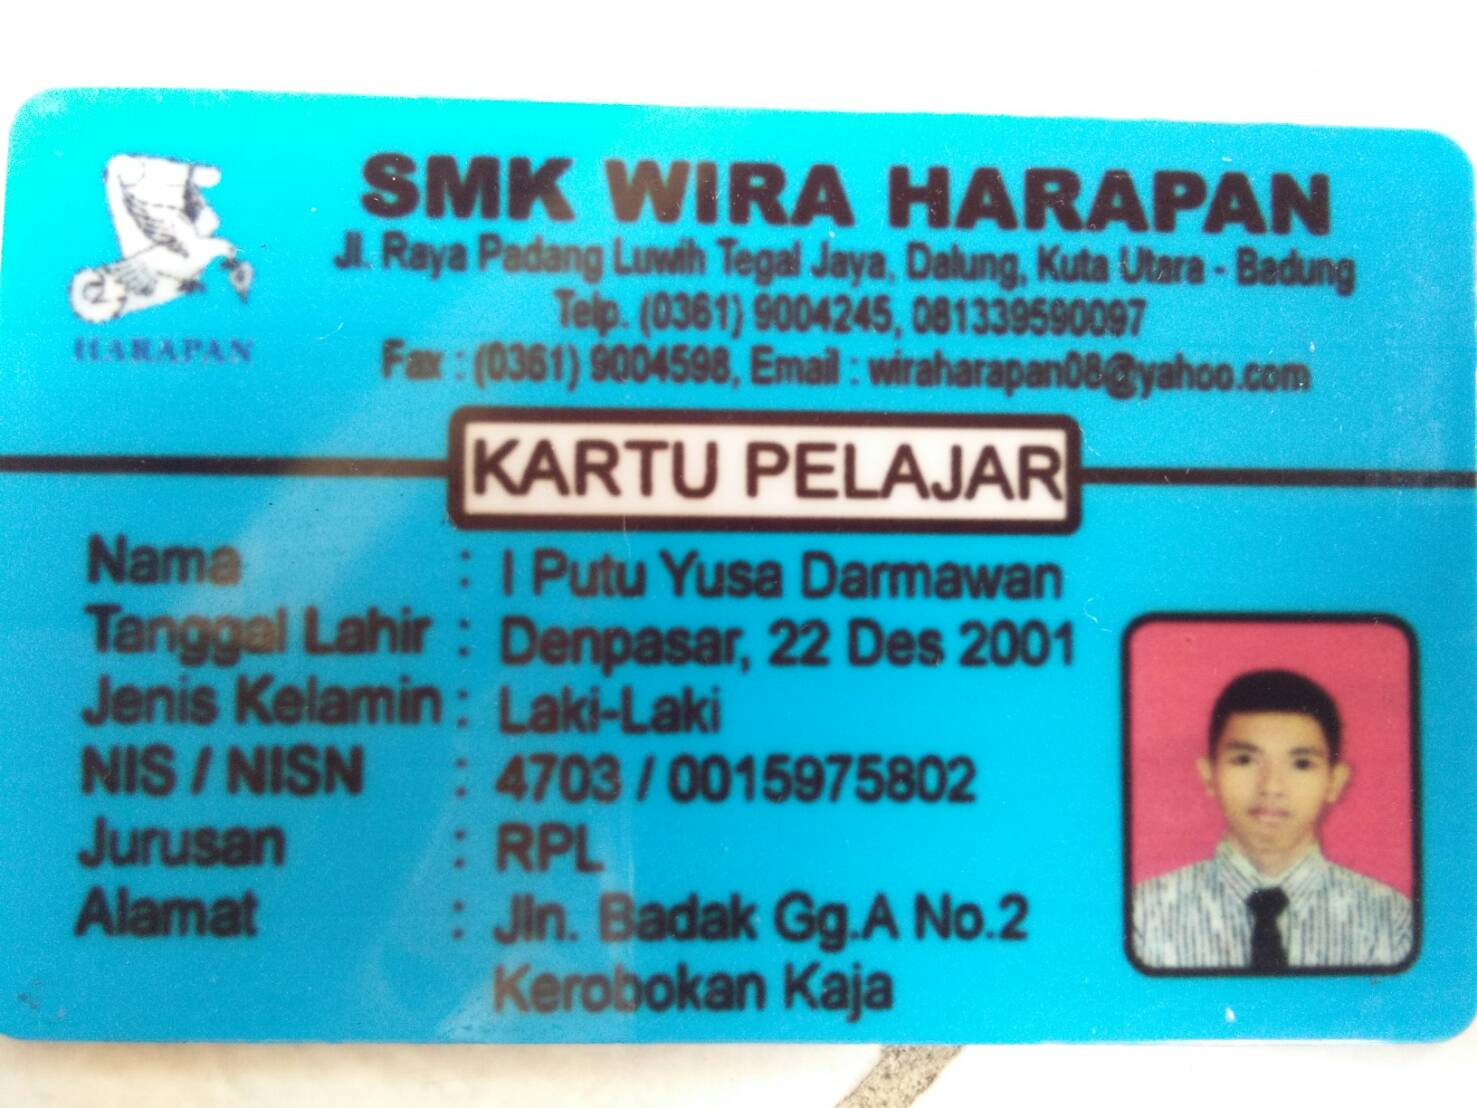 SMK WIRA HARAPAN
Jl. Raya Padang Luwih Tegal Jaya, Dalung, Kuta Utara - Badung
Telp. (0361) 9004245, 081339590097
Fax : (0361) 9004598, Email : wiraharapan08@yahoo.com
HARAPAN
KARTU PELAJAR
Nama : I Putu Yusa Darmawan
Tanggal Lahir : Denpasar, 22 Des 2001
Jenis Kelamin : Laki-Laki
NIS / NISN : 4703 / 0015975802
Jurusan : RPL
Alamat : Jln. Badak Gg.A No.2
Kerobokan Kaja